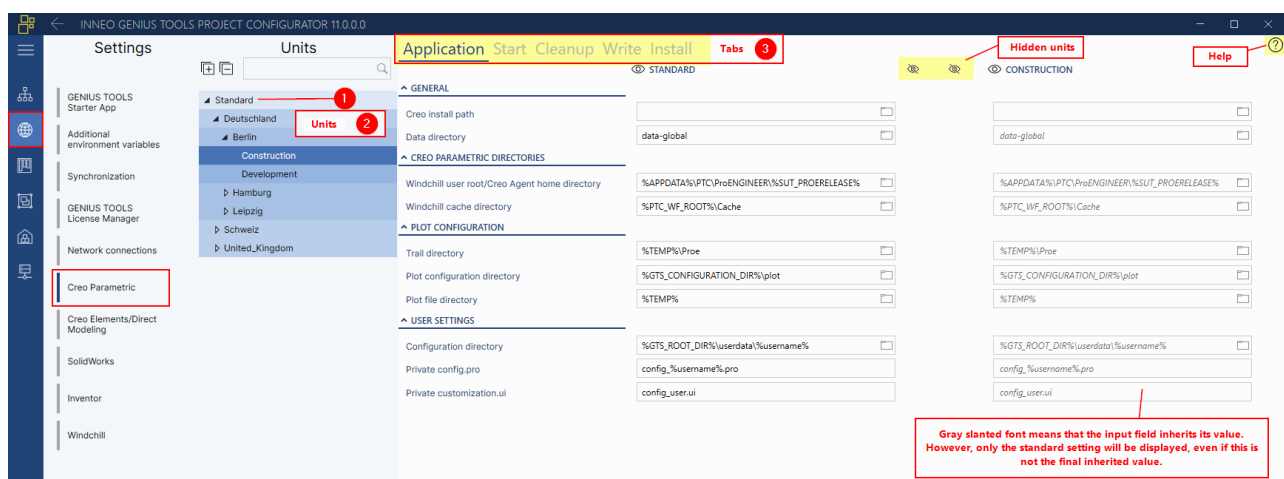 INNEO GENIUS TOOLS PROJECT CONFIGURATOR 11.0.0.0
Settings
GENIUS TOOLS
Starter App
Additional
environment variables
Synchronization
GENIUS TOOLS
License Manager
Network connections
Creo Parametric
Creo Elements/Direct
Modeling
SolidWorks
Inventor
Windchill
Units
Standard
1
Deutschland
Units 2
Berlin
Construction
Development
Hamburg
Leipzig
Schweiz
United_Kingdom
Application Start Cleanup Write Install Tabs 3
Hidden units
Help
STANDARD CONSTRUCTION
GENERAL
Creo install path
Data directory data-global data-global
CREO PARAMETRIC DIRECTORIES
Windchill user root/Creo Agent home directory %APPDATA%\PTC\ProENGINEER\%SUT_PROERELEASE% %APPDATA%\PTC\ProENGINEER\%SUT_PROERELEASE%
Windchill cache directory %PTC_WF_ROOT%\Cache %PTC_WF_ROOT%\Cache
PLOT CONFIGURATION
Trail directory %TEMP%\Proe %TEMP%\Proe
Plot configuration directory %GTS_CONFIGURATION_DIR%\plot %GTS_CONFIGURATION_DIR%\plot
Plot file directory %TEMP% %TEMP%
USER SETTINGS
Configuration directory %GTS_ROOT_DIR%\userdata\%username% %GTS_ROOT_DIR%\userdata\%username%
Private config.pro config_%username%.pro config_%username%.pro
Private customization.ui config_user.ui config_user.ui
Gray slanted font means that the input field inherits its value.
However, only the standard setting will be displayed, even if this is
not the final inherited value.